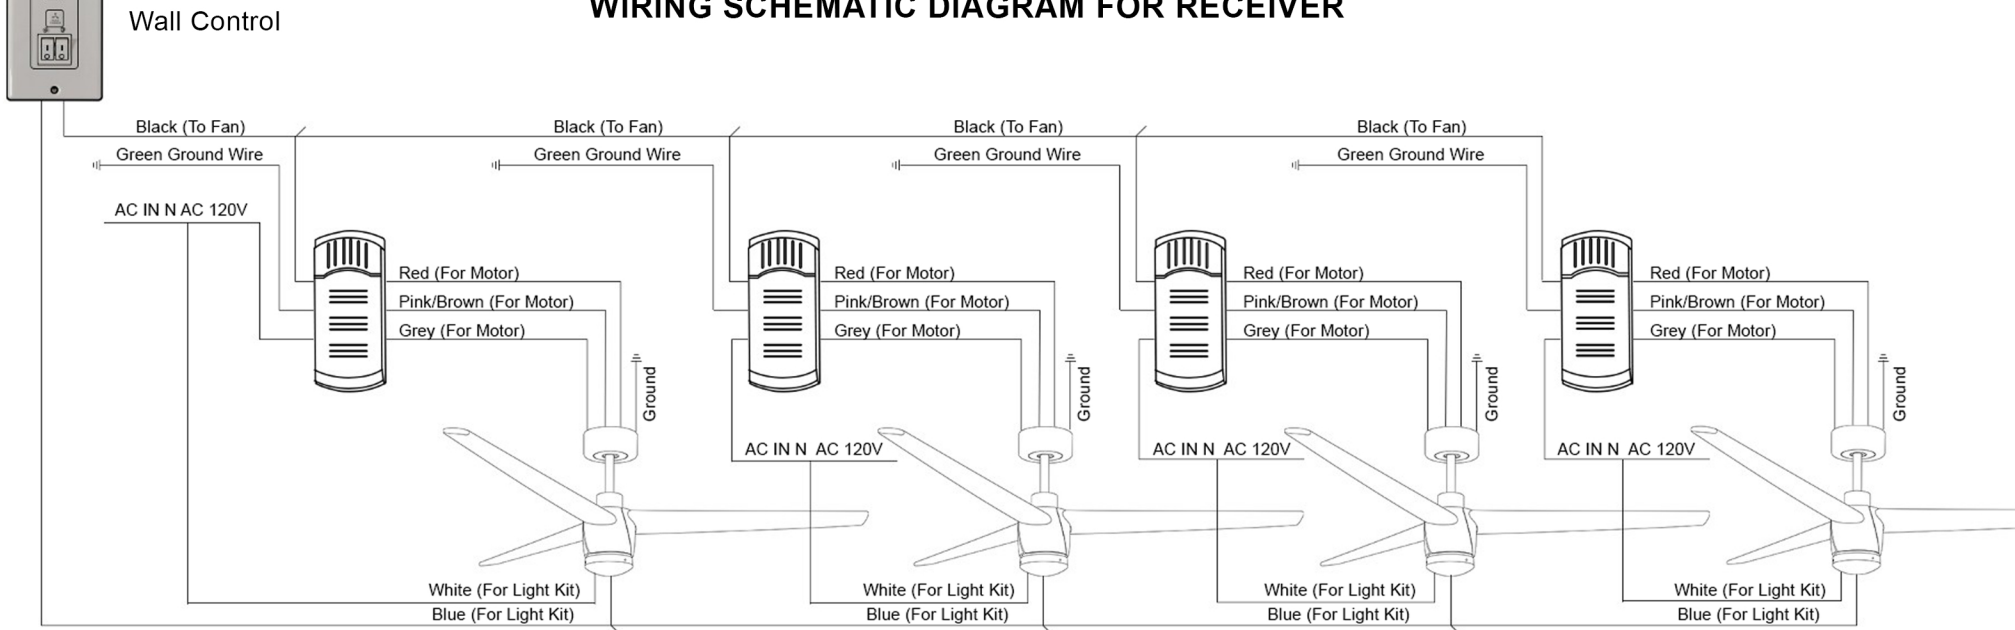 WIRING SCHEMATIC DIAGRAM FOR RECEIVER
Wall Control
Black (To Fan)
Black (To Fan)
Black (To Fan)
Black (To Fan)
Green Ground Wire
Green Ground Wire
Green Ground Wire
Green Ground Wire
AC IN N AC 120V
Red (For Motor)
Red (For Motor)
Red (For Motor)
Red (For Motor)
Pink/Brown (For Motor)
Pink/Brown (For Motor)
Pink/Brown (For Motor)
Pink/Brown (For Motor)
Grey (For Motor)
Grey (For Motor)
Grey (For Motor)
Grey (For Motor)
Ground
Ground
Ground
Ground
AC IN N AC 120V
AC IN N AC 120V
AC IN N AC 120V
White (For Light Kit)
White (For Light Kit)
White (For Light Kit)
White (For Light Kit)
Blue (For Light Kit)
Blue (For Light Kit)
Blue (For Light Kit)
Blue (For Light Kit)